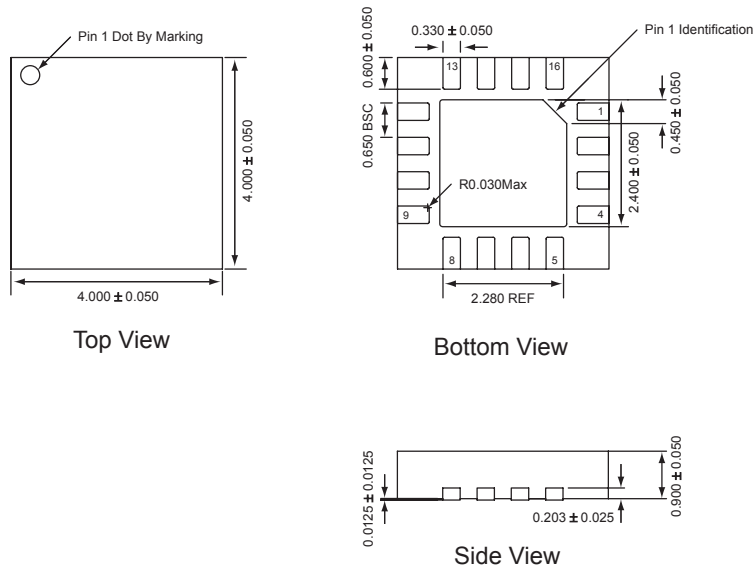 Pin 1 Dot By Marking
4.000 ± 0.050
4.000 ± 0.050
Top View
0.330 ± 0.050
Pin 1 Identification
0.600 ± 0.050
13
16
0.650 BSC
1
0.450 ± 0.050
2.400 ± 0.050
R0.030Max
9
4
8
5
2.280 REF
Bottom View
0.0125 ± 0.0125
0.203 ± 0.025
0.900 ± 0.050
Side View